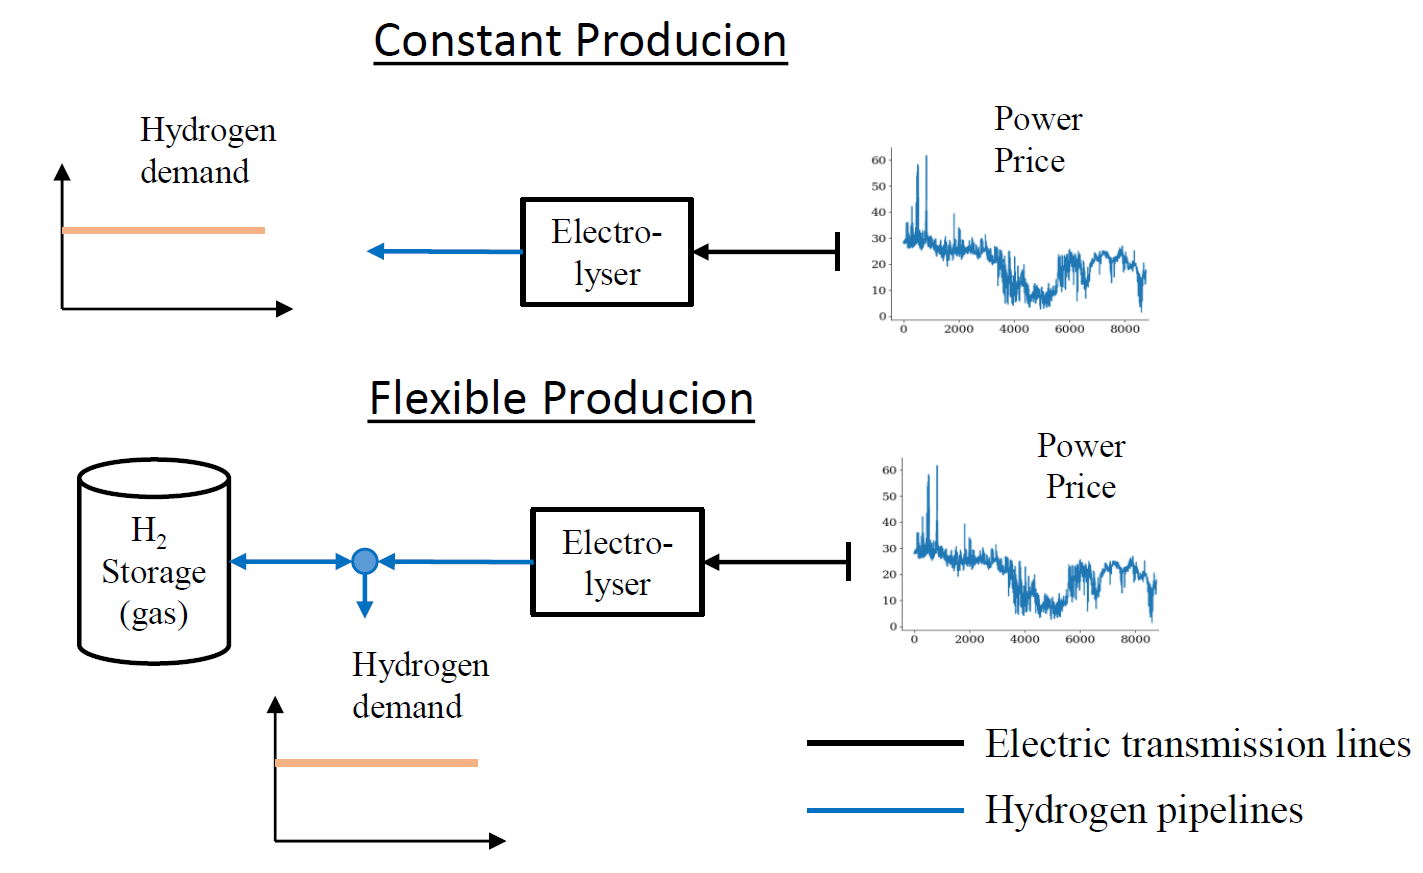 Constant Producion
Hydrogen
demand
Electro-
lyser
Power
Price
60
50
40
30
20
10
0
0 2000 4000 6000 8000
Flexible Producion
H2
Storage
(gas)
Electro-
lyser
Power
Price
60
50
40
30
20
10
0
0 2000 4000 6000 8000
Hydrogen
demand
Electric transmission lines
Hydrogen pipelines